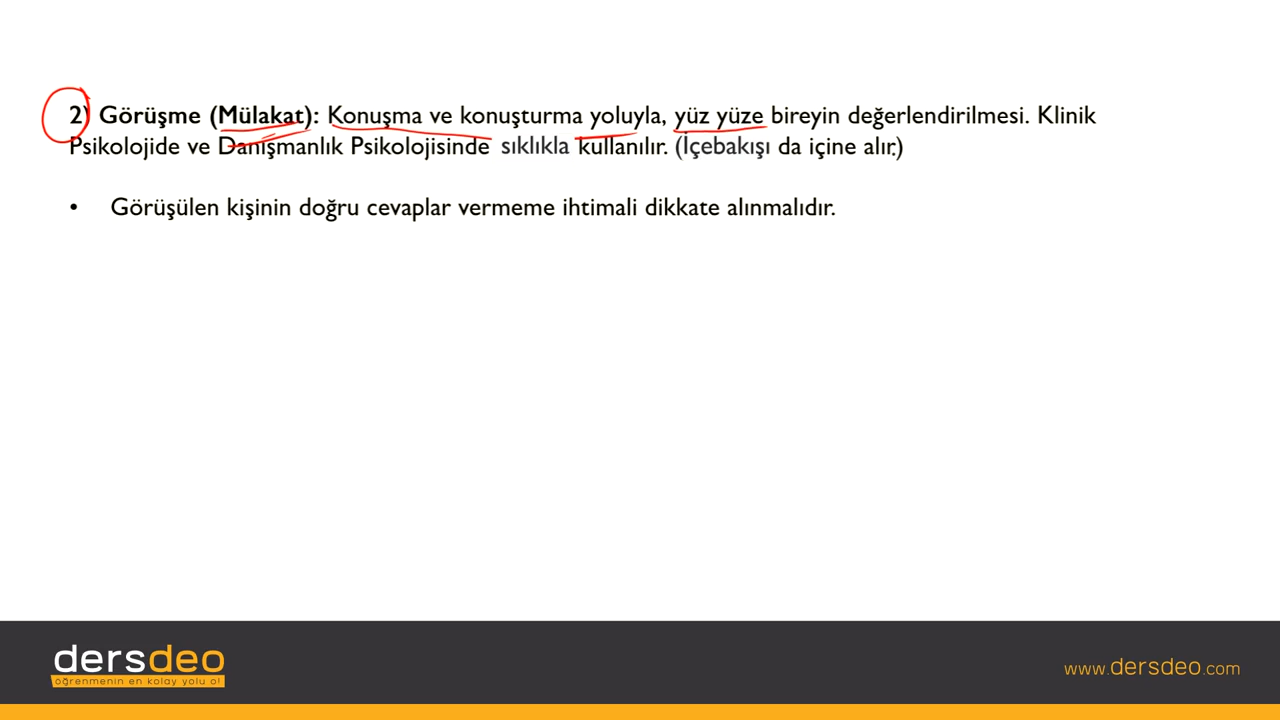 2) Görüşme (Mülakat): Konuşma ve konuşturma yoluyla, yüz yüze bireyin değerlendirilmesi. Klinik
Psikolojide ve Danışmanlık Psikolojisinde sıklıkla kullanılır. (İçebakışı da içine alır.)
• Görüşülen kişinin doğru cevaplar vermeme ihtimali dikkate alınmalıdır.
dersdeo
öğrenmenin en kolay yolu o!
www.dersdeo.com